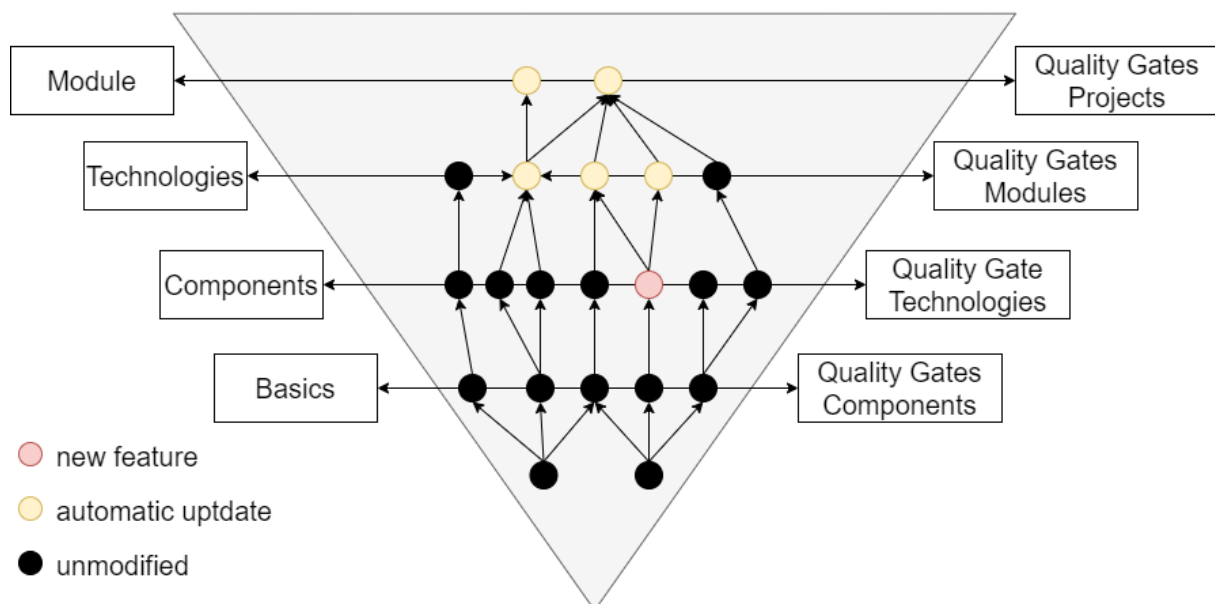 Module
Quality Gates
Projects
Technologies
Quality Gates
Modules
Components
Quality Gate
Technologies
Basics
Quality Gates
Components
new feature
automatic uptdate
unmodified